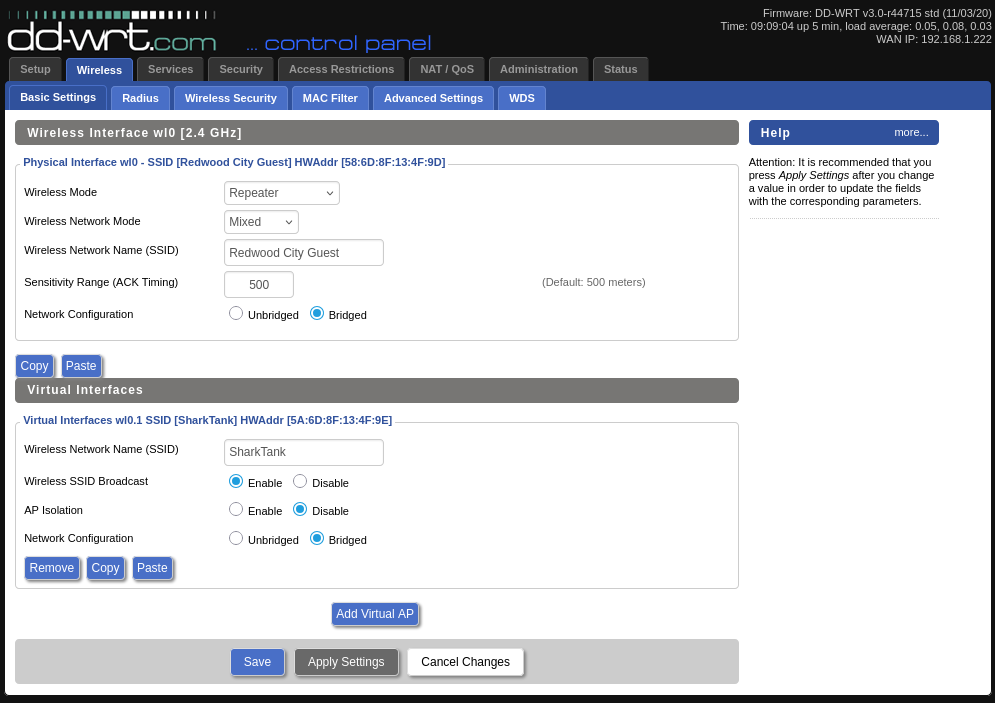 Firmware: DD-WRT v3.0-r44715 std (11/03/20)
Time: 09:09:04 up 5 min, load average: 0.05, 0.08, 0.03
WAN IP: 192.168.1.222
dd-wrt.com ... control panel
Setup Wireless Services Security Access Restrictions NAT / QoS Administration Status
Basic Settings Radius Wireless Security MAC Filter Advanced Settings WDS
Wireless Interface wl0 [2.4 GHz]
Physical Interface wl0 - SSID [Redwood City Guest] HWAddr [58:6D:8F:13:4F:9D]
Wireless Mode Repeater
Wireless Network Mode Mixed
Wireless Network Name (SSID) Redwood City Guest
Sensitivity Range (ACK Timing) 500 (Default: 500 meters)
Network Configuration Unbridged Bridged
Copy Paste
Virtual Interfaces
Virtual Interfaces wl0.1 SSID [SharkTank] HWAddr [5A:6D:8F:13:4F:9E]
Wireless Network Name (SSID) SharkTank
Wireless SSID Broadcast Enable Disable
AP Isolation Enable Disable
Network Configuration Unbridged Bridged
Remove Copy Paste
Add Virtual AP
Save Apply Settings Cancel Changes
Help more...
Attention: It is recommended that you
press Apply Settings after you change
a value in order to update the fields
with the corresponding parameters.